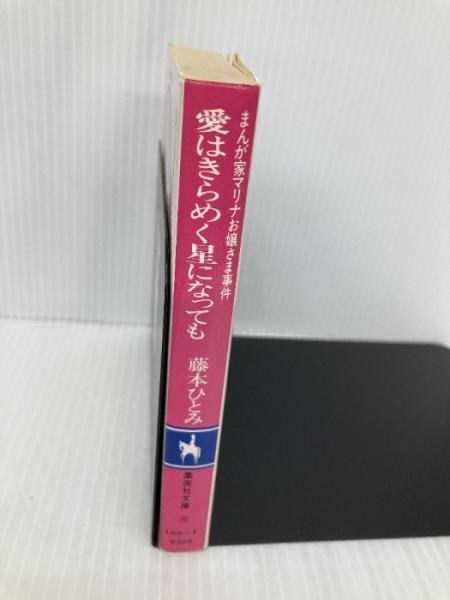 まんが家マリナお嬢さま事件
愛はきらめく星になっても
藤本ひとみ
集英社文庫
¥360